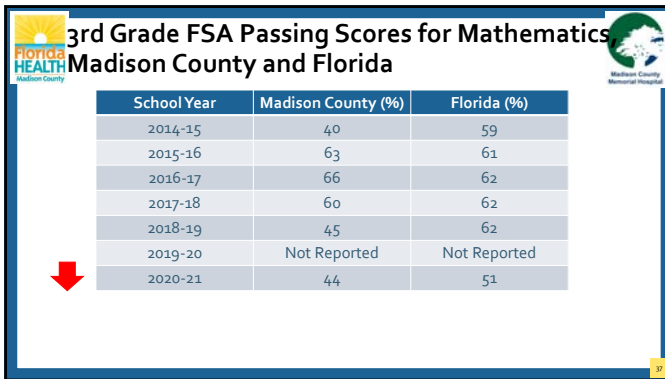 3rd Grade FSA Passing Scores for Mathematics,
Madison County and Florida
Florida
HEALTH
Madison County
Madison County
Memorial Hospital
School Year Madison County (%) Florida (%)
2014-15 40 59
2015-16 63 61
2016-17 66 62
2017-18 60 62
2018-19 45 62
2019-20 Not Reported Not Reported
2020-21 44 51
37